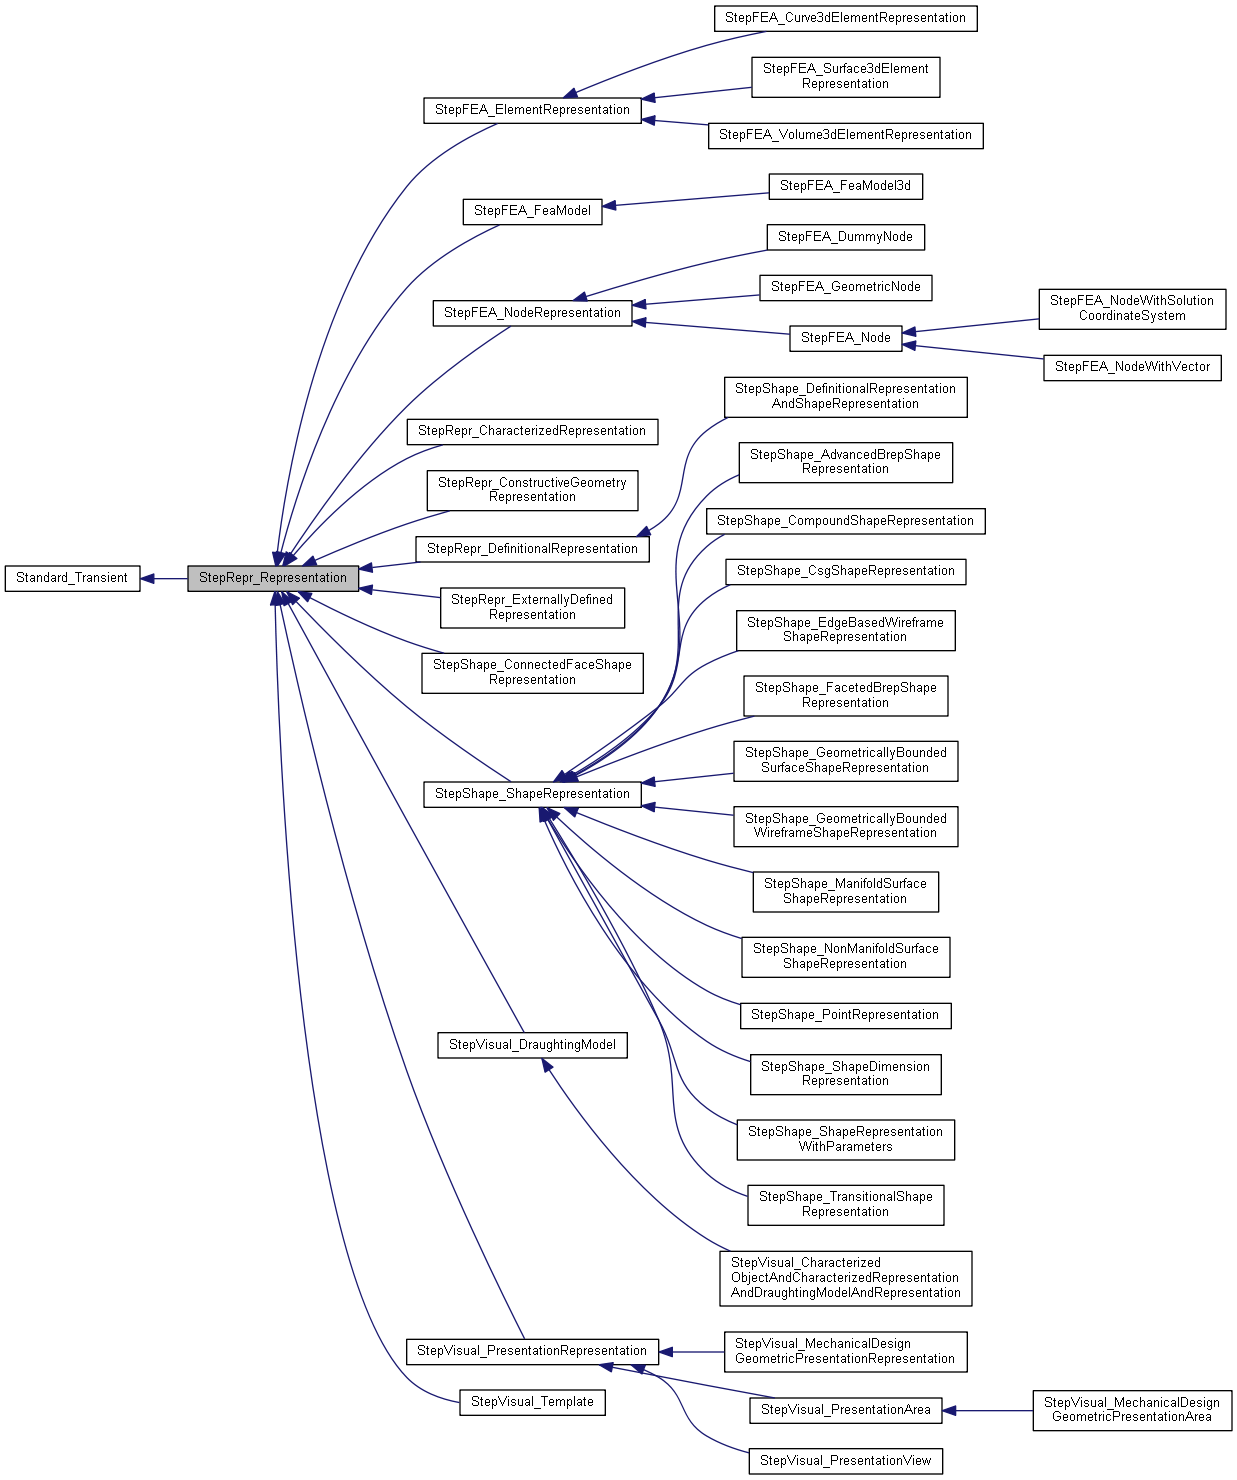 StepFEA_Curve3dElementRepresentation
StepFEA_Surface3dElement
Representation
StepFEA_ElementRepresentation
StepFEA_Volume3dElementRepresentation
StepFEA_FeaModel3d
StepFEA_FeaModel
StepFEA_DummyNode
StepFEA_GeometricNode
StepFEA_NodeRepresentation
StepFEA_NodeWithSolution
CoordinateSystem
StepFEA_Node
StepFEA_NodeWithVector
StepShape_DefinitionalRepresentation
AndShapeRepresentation
StepRepr_CharacterizedRepresentation
StepShape_AdvancedBrepShape
Representation
StepRepr_ConstructiveGeometry
Representation
StepShape_CompoundShapeRepresentation
StepRepr_DefinitionalRepresentation
StepShape_CsgShapeRepresentation
Standard_Transient
StepRepr_Representation
StepRepr_ExternallyDefined
Representation
StepShape_EdgeBasedWireframe
ShapeRepresentation
StepShape_ConnectedFaceShape
Representation
StepShape_FacetedBrepShape
Representation
StepShape_GeometricallyBounded
SurfaceShapeRepresentation
StepShape_ShapeRepresentation
StepShape_GeometricallyBounded
WireframeShapeRepresentation
StepShape_ManifoldSurface
ShapeRepresentation
StepShape_NonManifoldSurface
ShapeRepresentation
StepShape_PointRepresentation
StepVisual_DraughtingModel
StepShape_ShapeDimension
Representation
StepShape_ShapeRepresentation
WithParameters
StepShape_TransitionalShape
Representation
StepVisual_Characterized
ObjectAndCharacterizedRepresentation
AndDraughtingModelAndRepresentation
StepVisual_PresentationRepresentation
StepVisual_MechanicalDesign
GeometricPresentationRepresentation
StepVisual_Template
StepVisual_PresentationArea
StepVisual_MechanicalDesign
GeometricPresentationArea
StepVisual_PresentationView